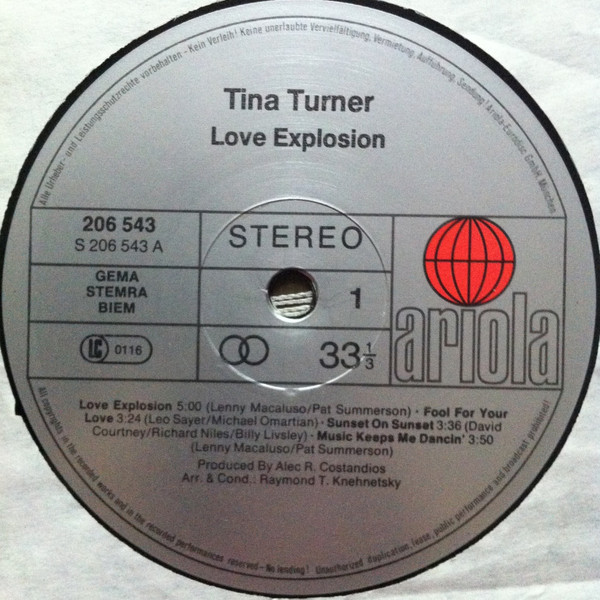 Alle Urheber- und Leistungsschutzrechte vorbehalten - Kein Verleih! Keine unerlaubte Vervielfältigung, Vermietung, Aufführung, Sendung! Ariola-Eurodisc GmbH, München.
Tina Turner
Love Explosion
206 543
S 206 543 A
STEREO
GEMA
STEMRA
BIEM
1
LC 0116
33 1/3
ariola
Love Explosion 5:00 (Lenny Macaluso/Pat Summerson) · Fool For Your
Love 3:24 (Leo Sayer/Michael Omartian) · Sunset On Sunset 3:36 (David
Courtney/Richard Niles/Billy Livsley) · Music Keeps Me Dancin' 3:50
(Lenny Macaluso/Pat Summerson)
Produced By Alec R. Costandios
Arr. & Cond.: Raymond T. Knehnetsky
All copyrights in the recorded works and in the recorded performances reserved - No lending! Unauthorized duplication, lease, public performance and broadcast prohibited!